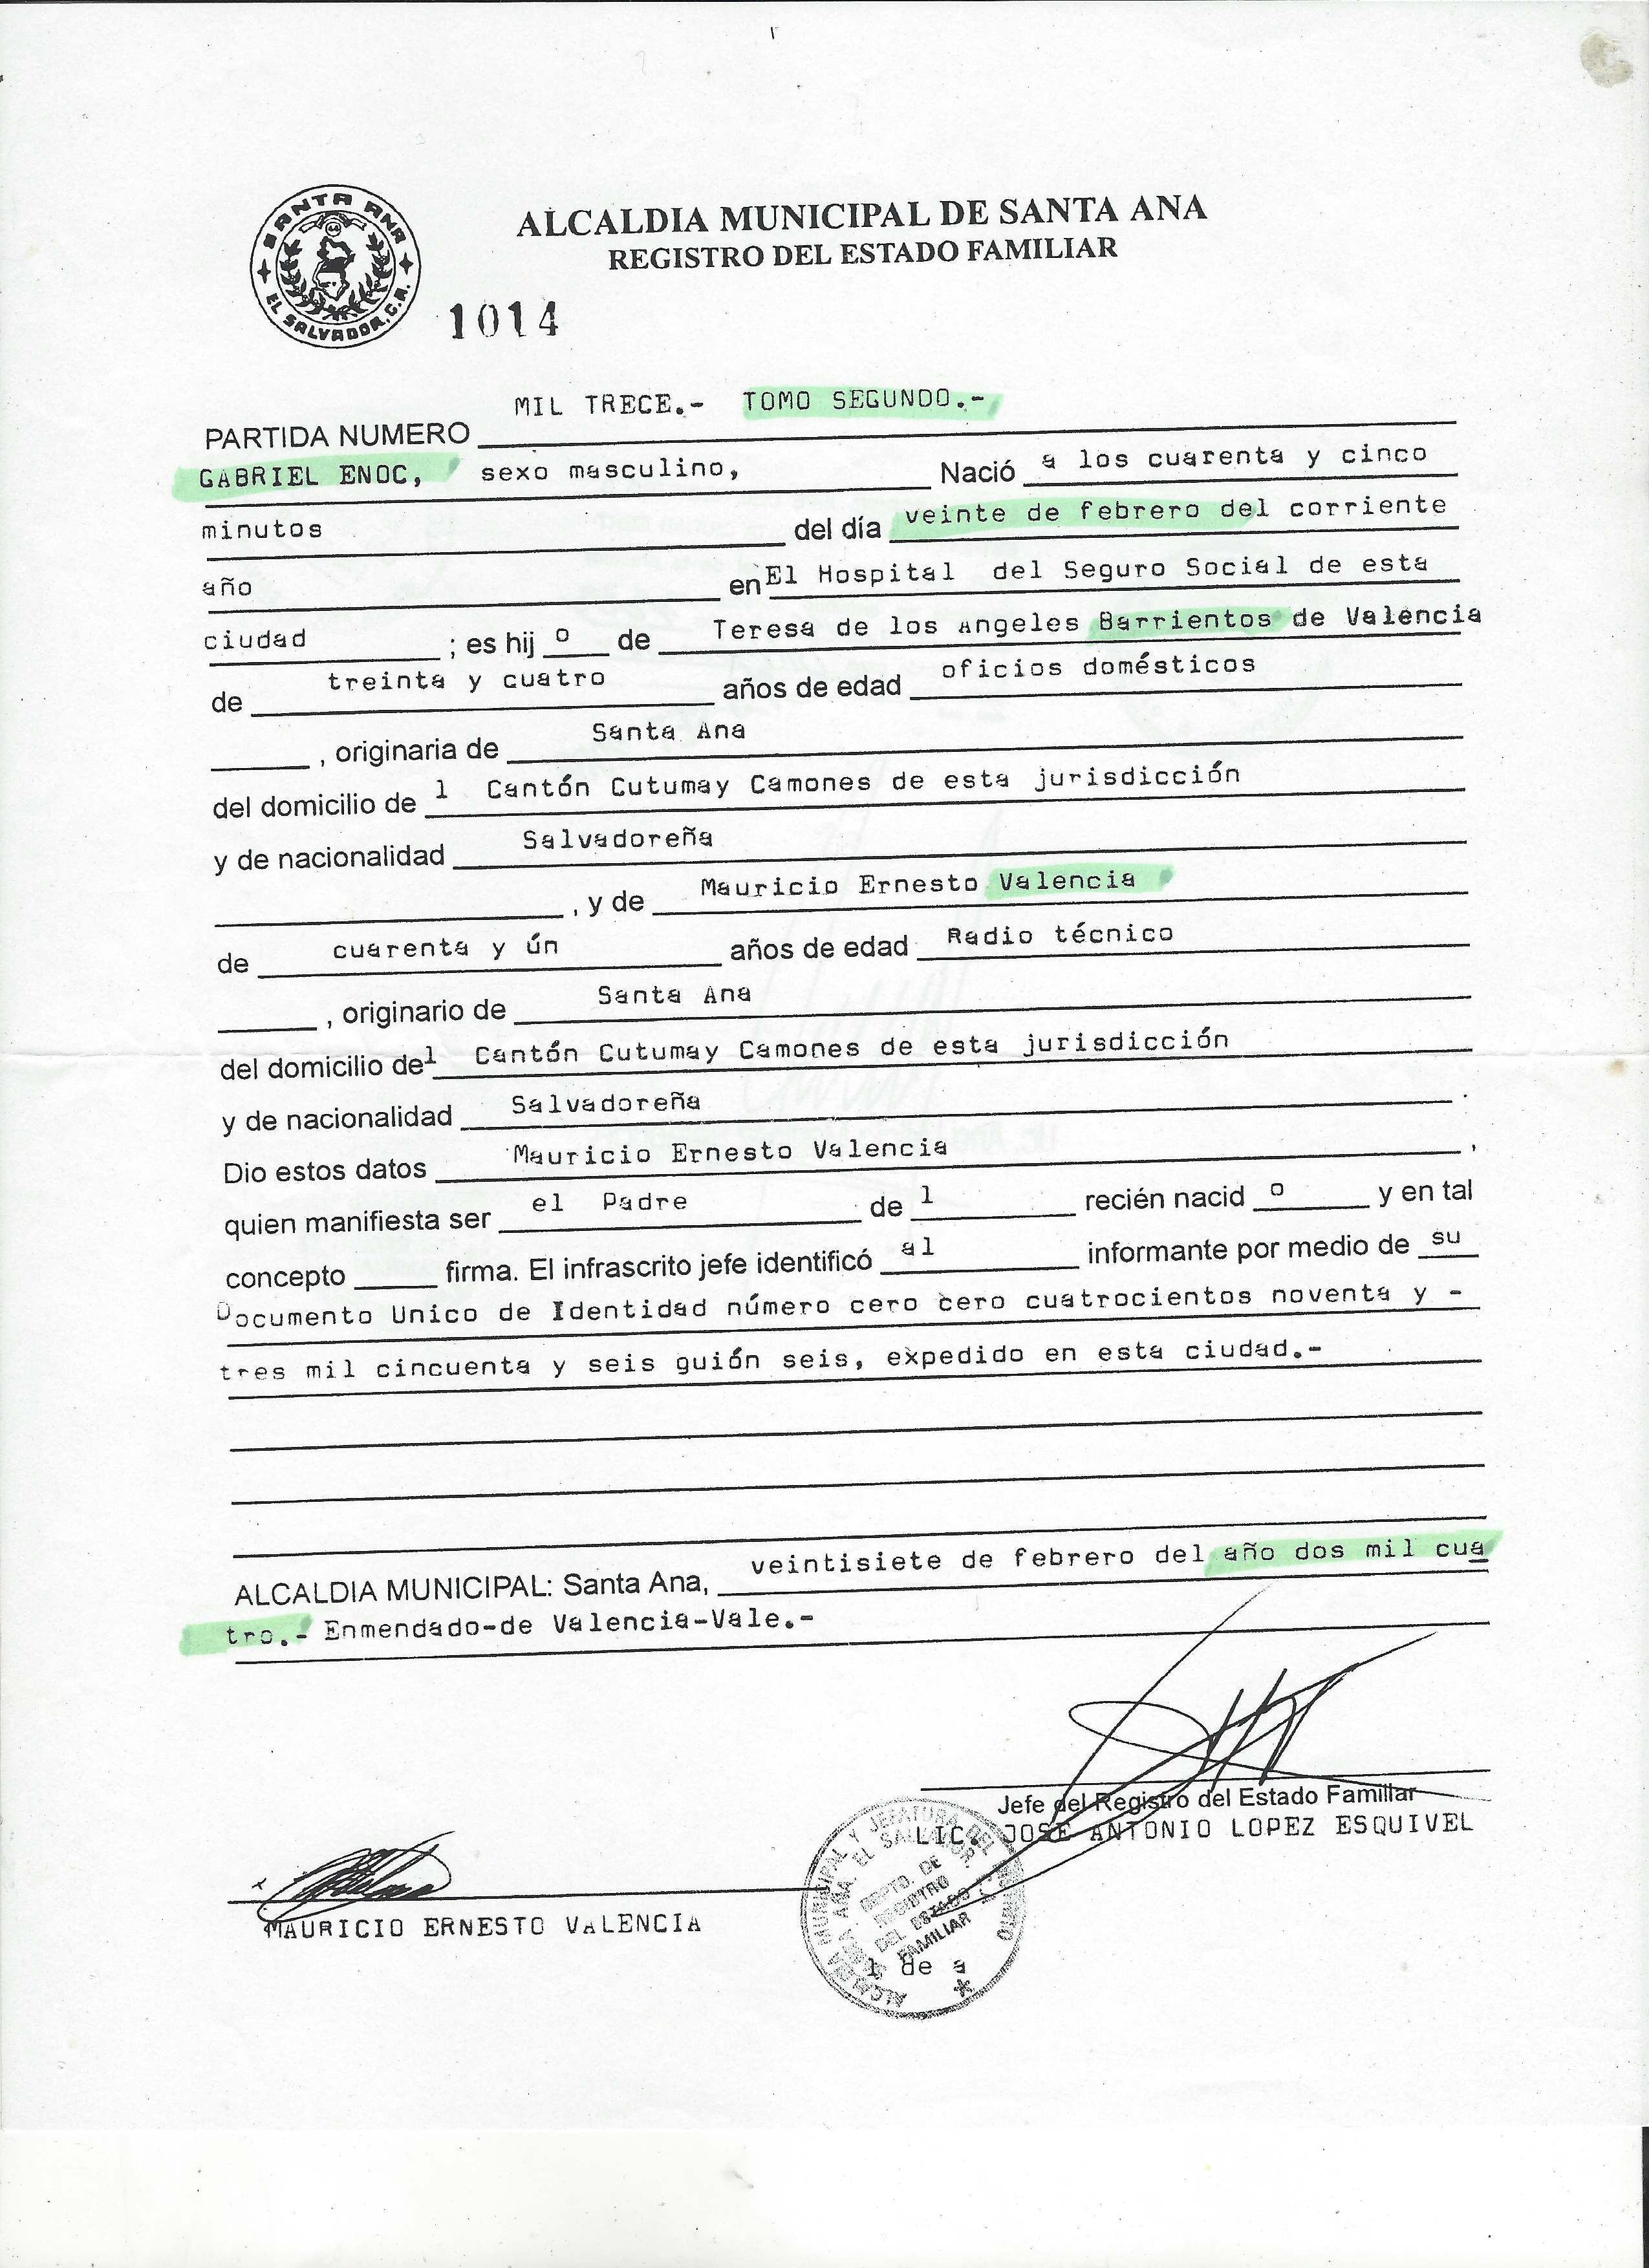 SANTA ANA
EL SALVADOR, C.A.
ALCALDIA MUNICIPAL DE SANTA ANA
REGISTRO DEL ESTADO FAMILIAR
1014
MIL TRECE.- TOMO SEGUNDO.-
PARTIDA NUMERO
GABRIEL ENOC, sexo masculino, Nació a los cuarenta y cinco
minutos del día veinte de febrero del corriente
año en El Hospital del Seguro Social de esta
ciudad ; es hij o de Teresa de los Angeles Barrientos de Valencia
de treinta y cuatro años de edad oficios domésticos
, originaria de Santa Ana
del domicilio de l Cantón Cutumay Camones de esta jurisdicción
y de nacionalidad Salvadoreña
, y de Mauricio Ernesto Valencia
de cuarenta y ún años de edad Radio técnico
, originario de Santa Ana
del domicilio del Cantón Cutumay Camones de esta jurisdicción
y de nacionalidad Salvadoreña .
Dio estos datos Mauricio Ernesto Valencia ,
quien manifiesta ser el Padre de l recién nacid o y en tal
concepto firma. El infrascrito jefe identificó al informante por medio de su
Documento Unico de Identidad número cero cero cuatrocientos noventa y -
tres mil cincuenta y seis guión seis, expedido en esta ciudad.-
ALCALDIA MUNICIPAL: Santa Ana, veintisiete de febrero del año dos mil cua
tro.- Enmendado-de Valencia-Vale.-
Jefe del Registro del Estado Familiar
LIC. JOSE ANTONIO LOPEZ ESQUIVEL
MAURICIO ERNESTO VALENCIA
DEPTO. DE
REGISTRO
DEL ESTADO
FAMILIAR
l de a